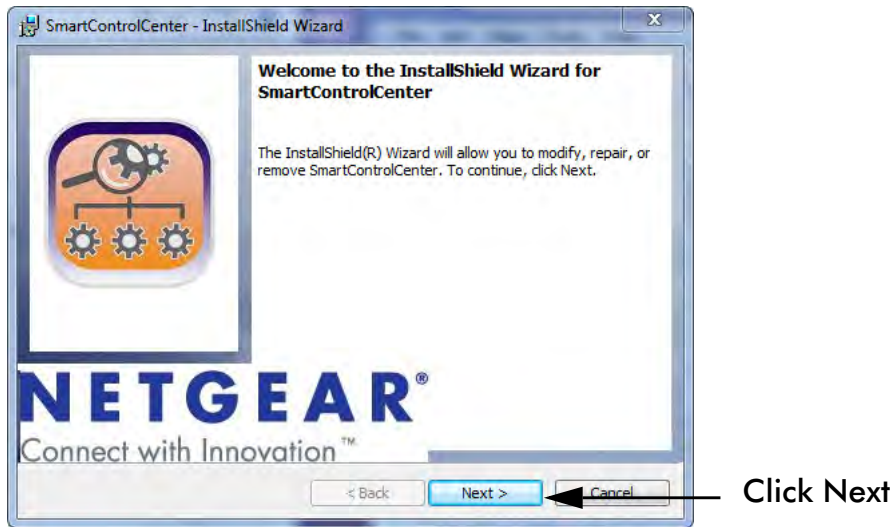 SmartControlCenter - InstallShield Wizard
Welcome to the InstallShield Wizard for
SmartControlCenter
The InstallShield(R) Wizard will allow you to modify, repair, or
remove SmartControlCenter. To continue, click Next.
NETGEAR®
Connect with Innovation™
< Back
Next >
Cancel
Click Next